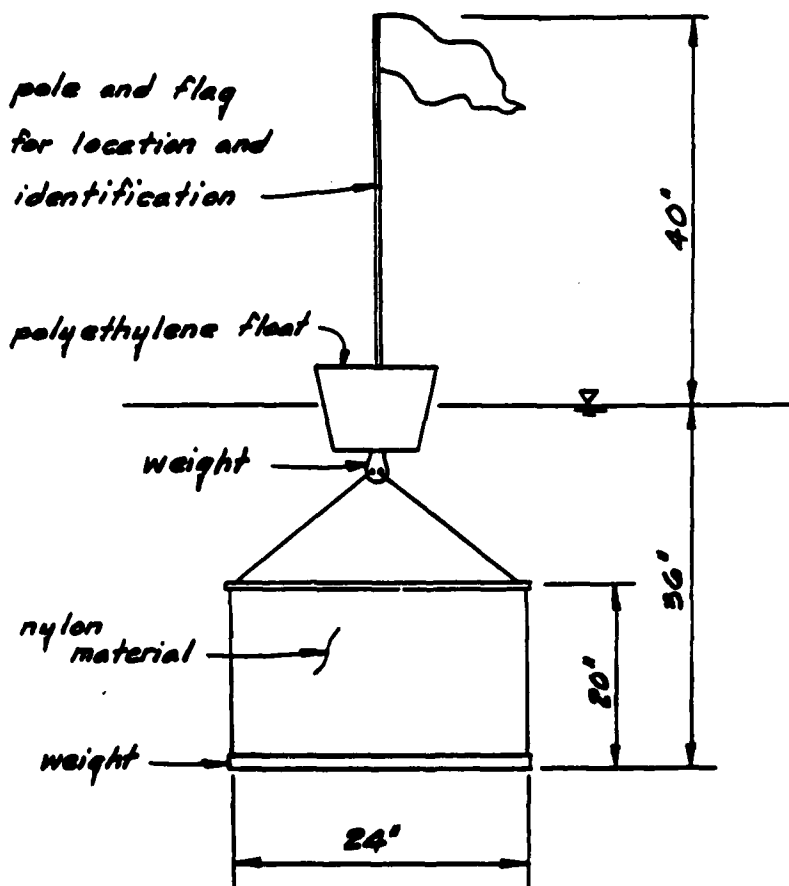 pole and flag
for location and
identification
40"
polyethylene float
weight
36"
nylon
material
20"
weight
24"